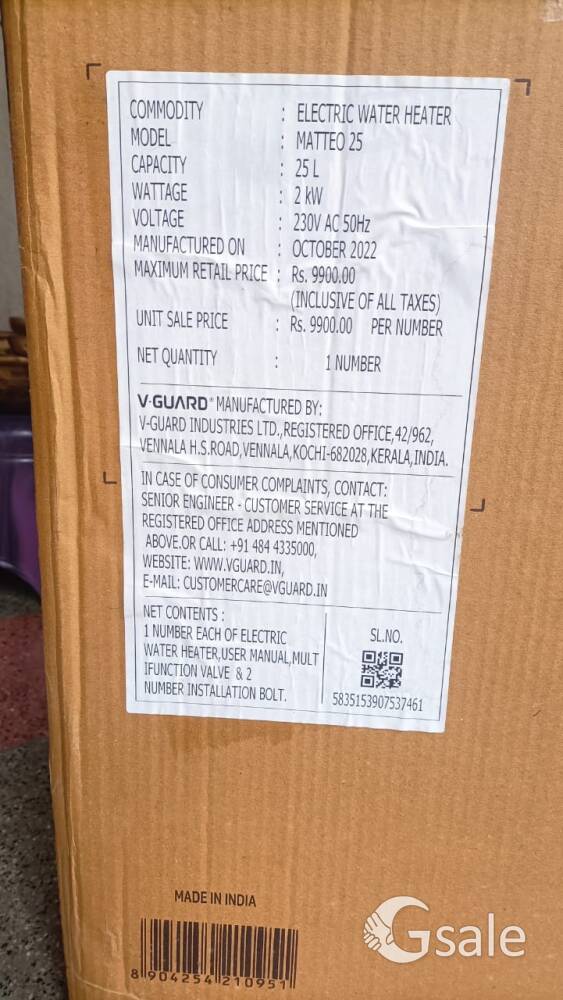 COMMODITY : ELECTRIC WATER HEATER
MODEL : MATTEO 25
CAPACITY : 25 L
WATTAGE : 2 kW
VOLTAGE : 230V AC 50Hz
MANUFACTURED ON : OCTOBER 2022
MAXIMUM RETAIL PRICE : Rs. 9900.00
(INCLUSIVE OF ALL TAXES)
UNIT SALE PRICE : Rs. 9900.00 PER NUMBER
NET QUANTITY : 1 NUMBER
V-GUARD® MANUFACTURED BY:
V-GUARD INDUSTRIES LTD.,REGISTERED OFFICE,42/962,
VENNALA H.S.ROAD,VENNALA,KOCHI-682028,KERALA,INDIA.
IN CASE OF CONSUMER COMPLAINTS, CONTACT:
SENIOR ENGINEER - CUSTOMER SERVICE AT THE
REGISTERED OFFICE ADDRESS MENTIONED
ABOVE.OR CALL: +91 484 4335000,
WEBSITE: WWW.VGUARD.IN,
E-MAIL: CUSTOMERCARE@VGUARD.IN
NET CONTENTS :
1 NUMBER EACH OF ELECTRIC
WATER HEATER,USER MANUAL,MULT
IFUNCTION VALVE & 2
NUMBER INSTALLATION BOLT.
SL.NO.
5835153907537461
MADE IN INDIA
8 904254 210951
Gsale